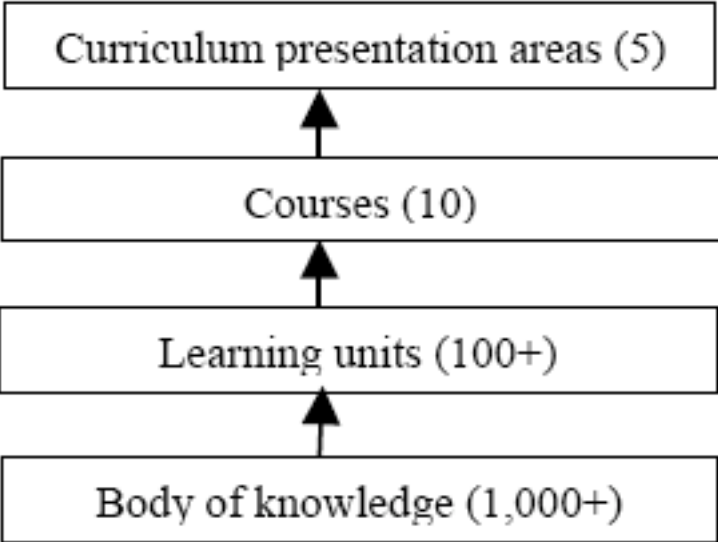 Curriculum presentation areas (5)
Courses (10)
Learning units (100+)
Body of knowledge (1,000+)